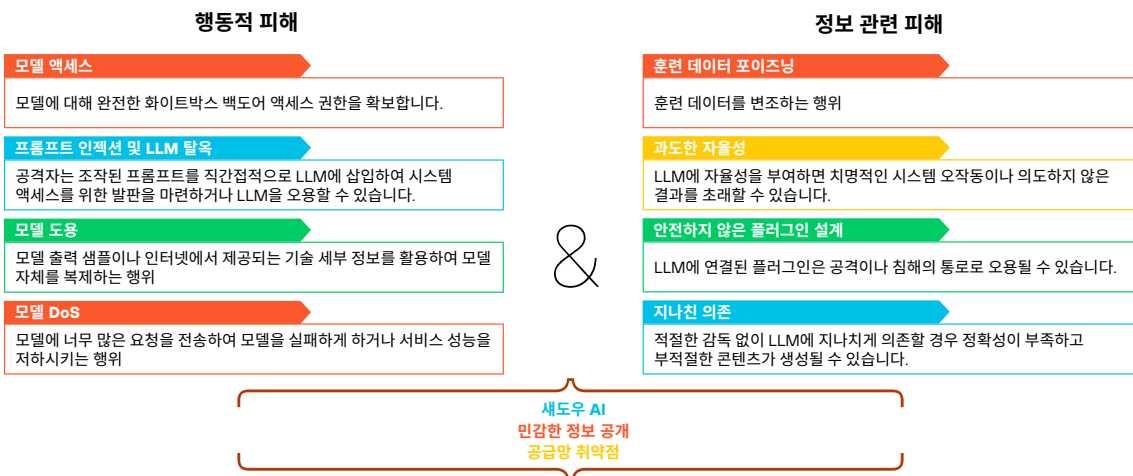 행동적 피해
모델 액세스
모델에 대해 완전한 화이트박스 백도어 액세스 권한을 확보합니다.
프롬프트 인젝션 및 LLM 탈옥
공격자는 조작된 프롬프트를 직간접적으로 LLM에 삽입하여 시스템
액세스를 위한 발판을 마련하거나 LLM을 오용할 수 있습니다.
모델 도용
모델 출력 샘플이나 인터넷에서 제공되는 기술 세부 정보를 활용하여 모델
자체를 복제하는 행위
모델 DoS
모델에 너무 많은 요청을 전송하여 모델을 실패하게 하거나 서비스 성능을
저하시키는 행위
&
정보 관련 피해
훈련 데이터 포이즈닝
훈련 데이터를 변조하는 행위
과도한 자율성
LLM에 자율성을 부여하면 치명적인 시스템 오작동이나 의도하지 않은
결과를 초래할 수 있습니다.
안전하지 않은 플러그인 설계
LLM에 연결된 플러그인은 공격이나 침해의 통로로 오용될 수 있습니다.
지나친 의존
적절한 감독 없이 LLM에 지나치게 의존할 경우 정확성이 부족하고
부적절한 콘텐츠가 생성될 수 있습니다.
섀도우 AI
민감한 정보 공개
공급망 취약점